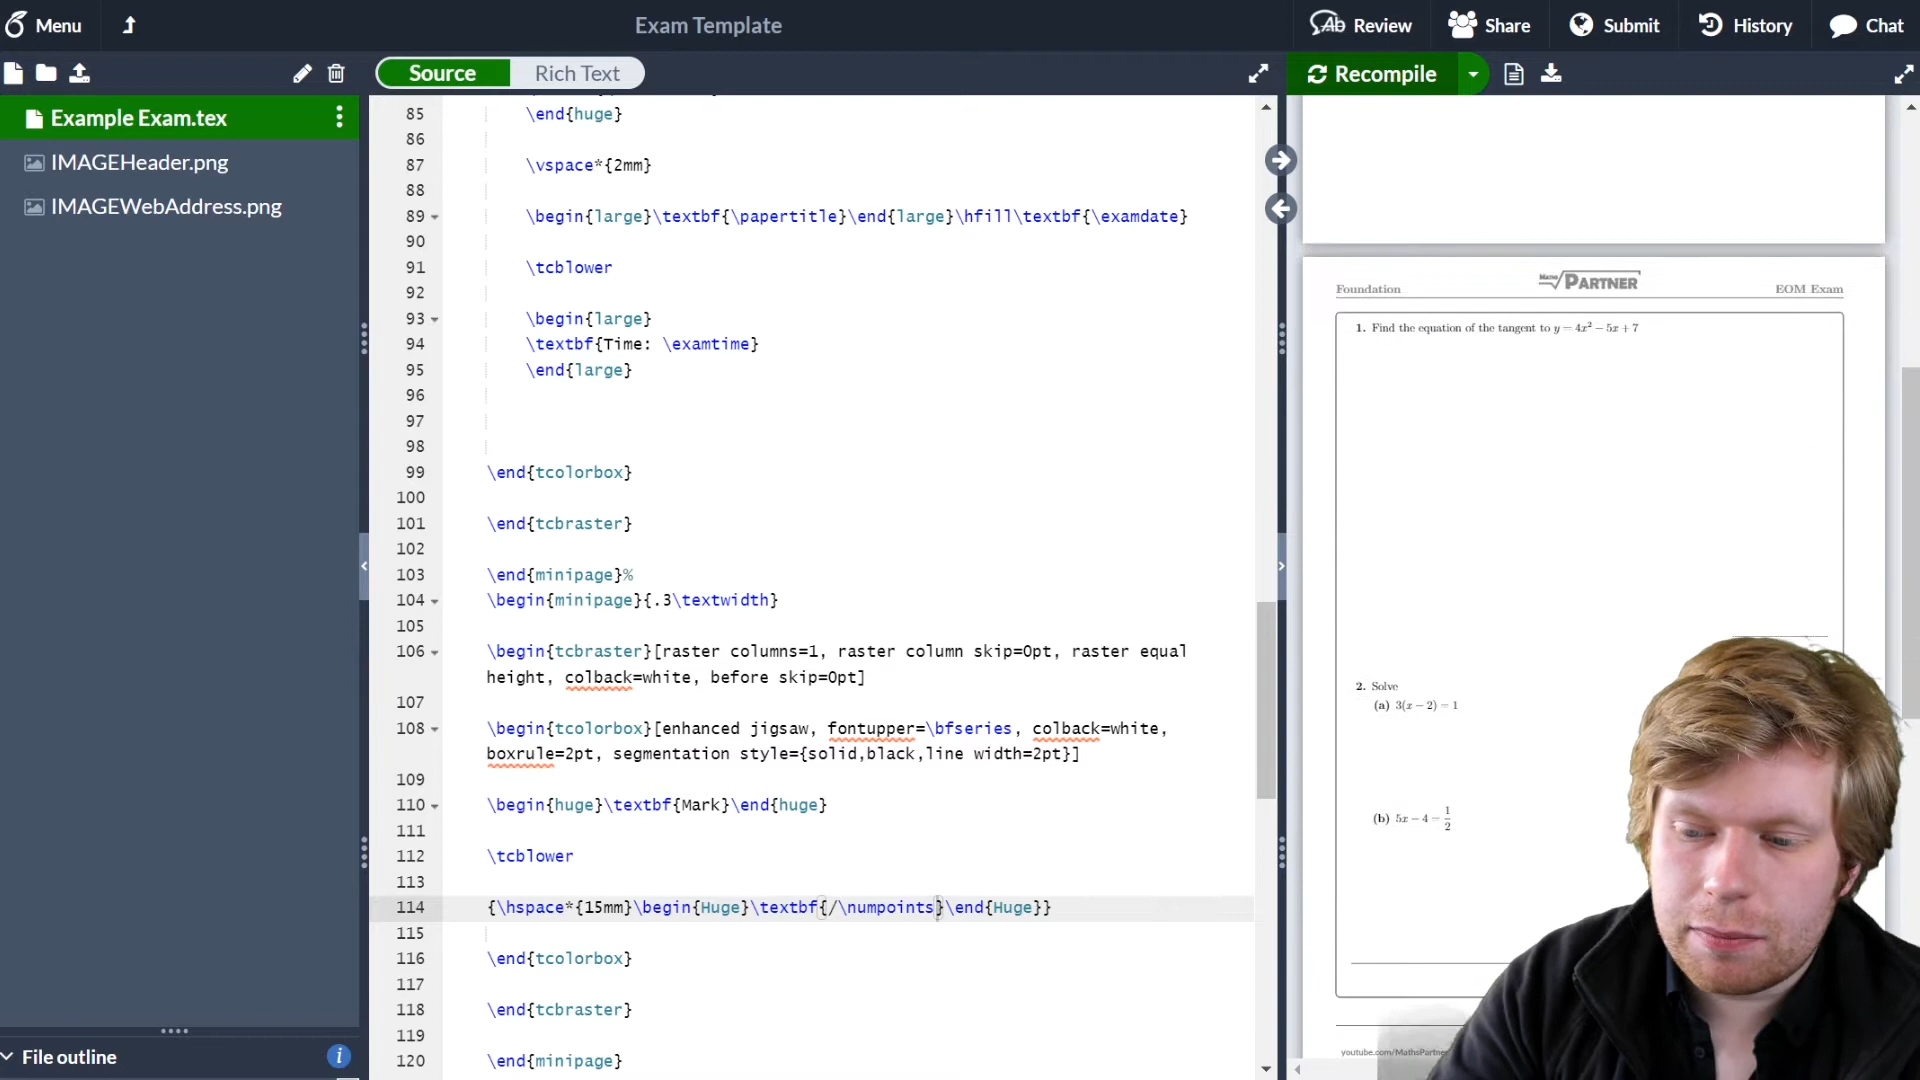 Menu
Exam Template
Review
Share
Submit
History
Chat
Source
Rich Text
Recompile
Example Exam.tex
IMAGEHeader.png
IMAGEWebAddress.png
85 \end{huge}
86
87 \vspace*{2mm}
88
89 \begin{large}\textbf{\papertitle}\end{large}\hfill\textbf{\examdate}
90
91 \tcblower
92
93 \begin{large}
94 \textbf{Time: \examtime}
95 \end{large}
96
97
98
99 \end{tcolorbox}
100
101 \end{tcbraster}
102
103 \end{minipage}%
104 \begin{minipage}{.3\textwidth}
105
106 \begin{tcbraster}[raster columns=1, raster column skip=0pt, raster equal
height, colback=white, before skip=0pt]
107
108 \begin{tcolorbox}[enhanced jigsaw, fontupper=\bfseries, colback=white,
boxrule=2pt, segmentation style={solid,black,line width=2pt}]
109
110 \begin{huge}\textbf{Mark}\end{huge}
111
112 \tcblower
113
114 {\hspace*{15mm}\begin{Huge}\textbf{/\numpoints}\end{Huge}}
115
116 \end{tcolorbox}
117
118 \end{tcbraster}
119
120 \end{minipage}
File outline
Foundation
Maths PARTNER
EOM Exam
1. Find the equation of the tangent to y = 4x² − 5x + 7
2. Solve
(a) 3(x − 2) = 1
(b) 5x − 4 = 1/2
youtube.com/MathsPartner